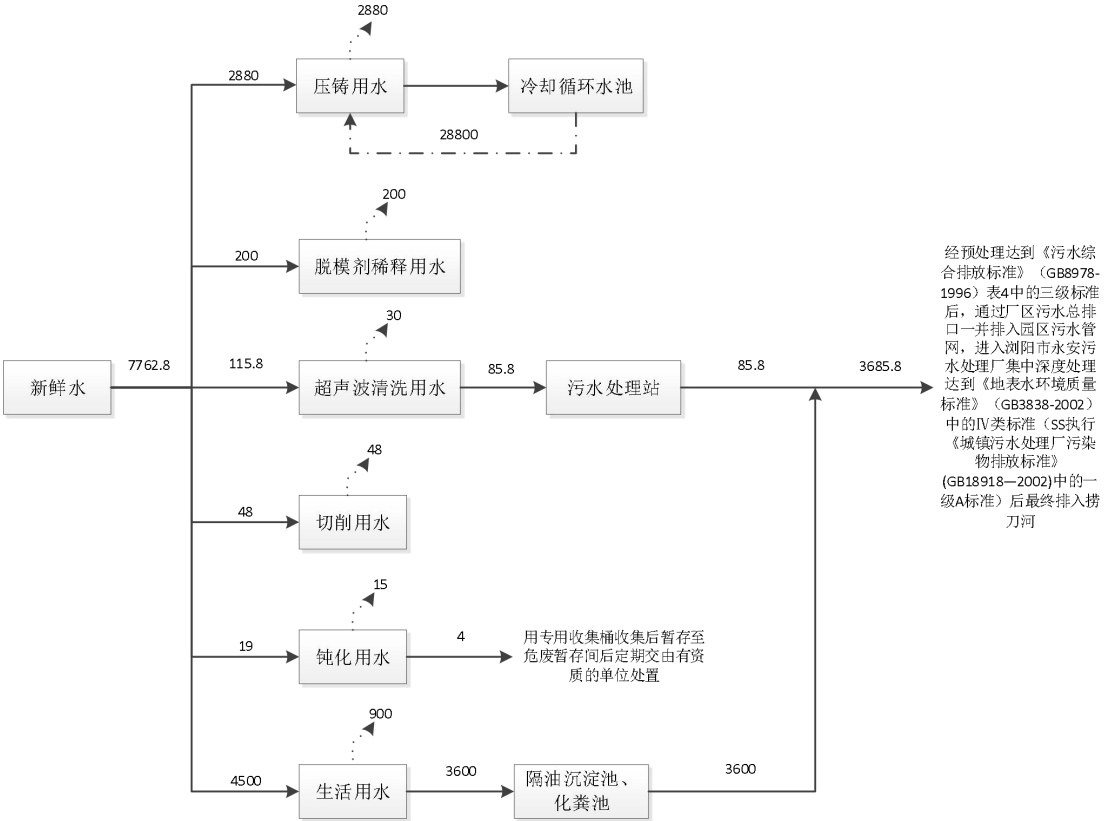 2880
2880
压铸用水
冷却循环水池
28800
200
200
脱模剂稀释用水
30
新鲜水
7762.8
115.8
超声波清洗用水
85.8
污水处理站
85.8
3685.8
经预处理达到《污水综
合排放标准》（GB8978-
1996）表4中的三级标准
后，通过厂区污水总排
口一并排入园区污水管
网，进入浏阳市永安污
水处理厂集中深度处理
达到《地表水环境质量
标准》（GB3838-2002）
中的Ⅳ类标准（SS执行
《城镇污水处理厂污染
物排放标准》
(GB18918—2002)中的一
级A标准）后最终排入捞
刀河
48
48
切削用水
15
19
钝化用水
4
用专用收集桶收集后暂存至
危废暂存间后定期交由有资
质的单位处置
900
4500
生活用水
3600
隔油沉淀池、
化粪池
3600